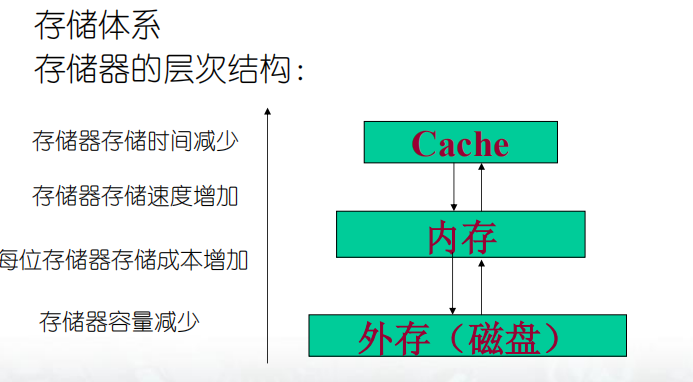 存储体系
存储器的层次结构：
存储器存储时间减少
存储器存储速度增加
每位存储器存储成本增加
存储器容量减少
Cache
内存
外存（磁盘）